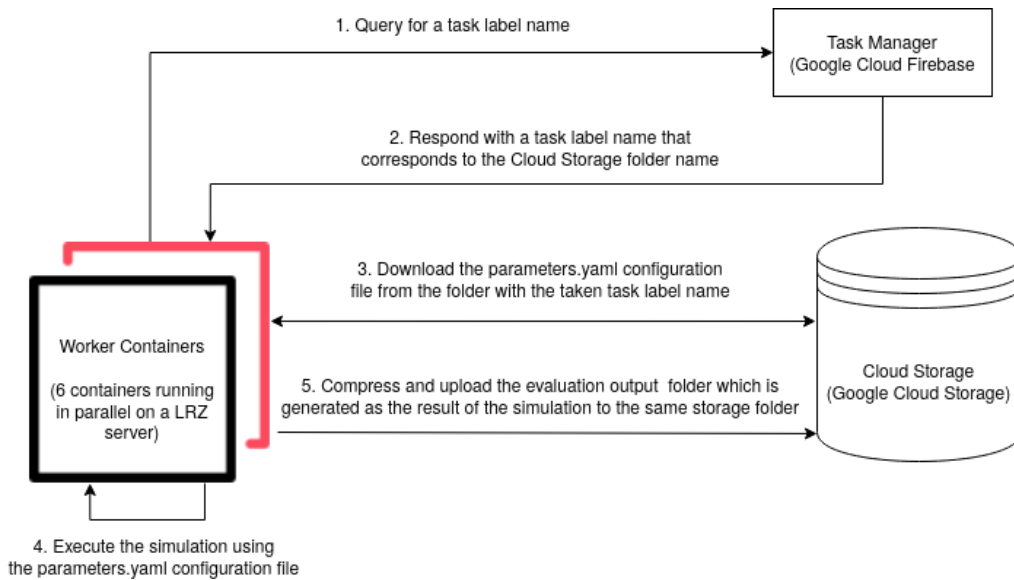 1. Query for a task label name
Task Manager
(Google Cloud Firebase
2. Respond with a task label name that
corresponds to the Cloud Storage folder name
3. Download the parameters.yaml configuration
file from the folder with the taken task label name
Worker Containers
(6 containers running
in parallel on a LRZ
server)
Cloud Storage
(Google Cloud Storage)
5. Compress and upload the evaluation output  folder which is
generated as the result of the simulation to the same storage folder
4. Execute the simulation using
the parameters.yaml configuration file